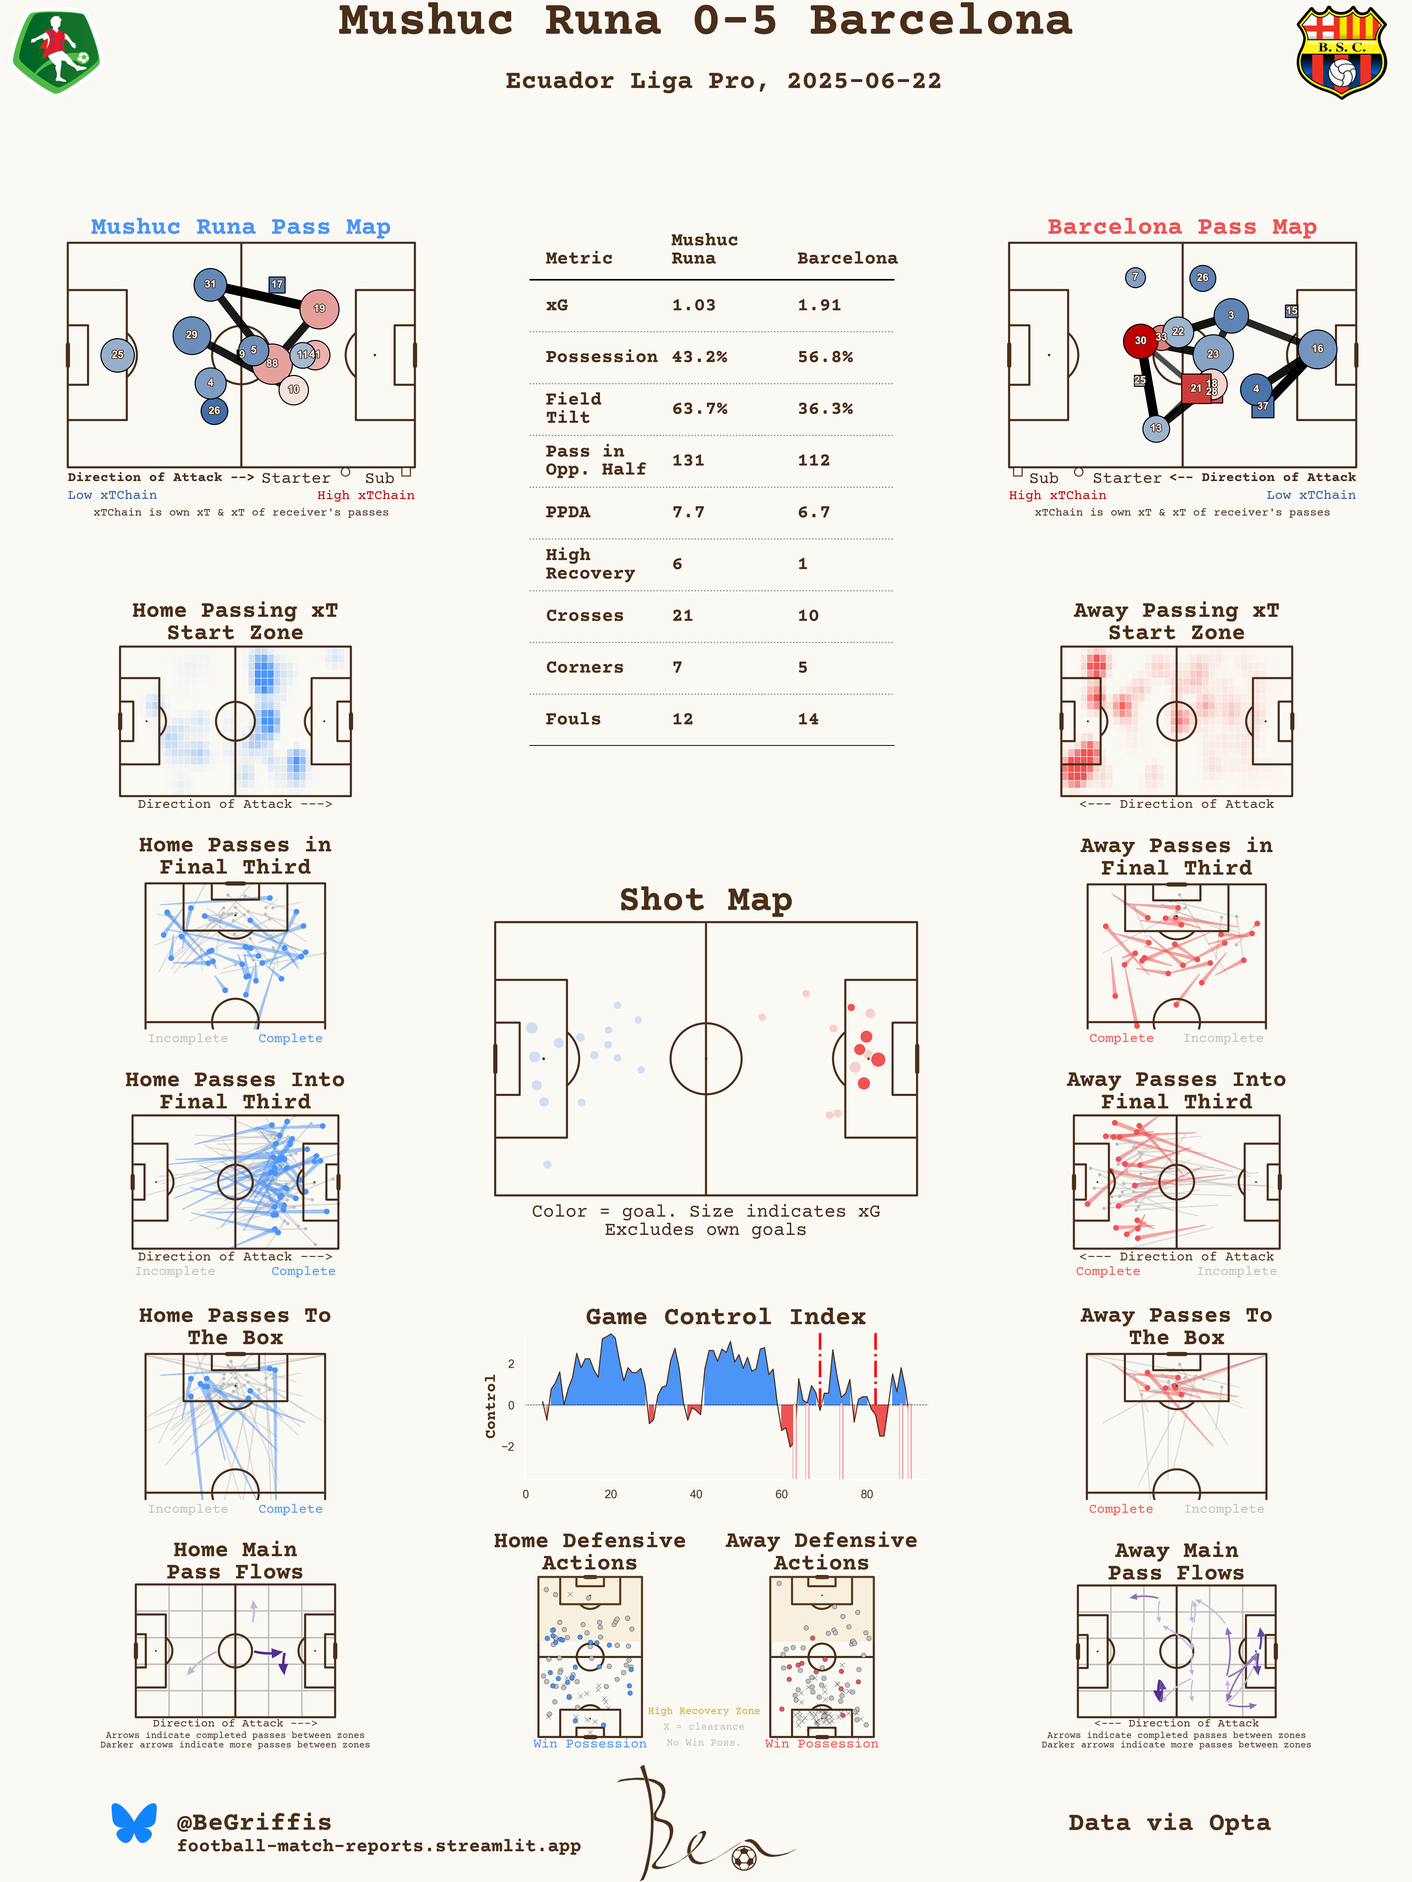 Mushuc Runa 0-5 Barcelona
Ecuador Liga Pro, 2025-06-22
B. S. C.
Mushuc Runa Pass Map
31
17
19
29
25
9
5
88
11
41
4
10
26
Direction of Attack --> Starter Sub
Low xTChain High xTChain
xTChain is own xT & xT of receiver's passes
Metric Mushuc Runa Barcelona
xG 1.03 1.91
Possession 43.2% 56.8%
Field Tilt 63.7% 36.3%
Pass in Opp. Half 131 112
PPDA 7.7 6.7
High Recovery 6 1
Crosses 21 10
Corners 7 5
Fouls 12 14
Barcelona Pass Map
7
26
15
3
22
33
30
23
16
25
21
18
28
4
37
13
Sub Starter <-- Direction of Attack
High xTChain Low xTChain
xTChain is own xT & xT of receiver's passes
Home Passing xT
Start Zone
Direction of Attack --->
Away Passing xT
Start Zone
<--- Direction of Attack
Home Passes in
Final Third
Incomplete Complete
Away Passes in
Final Third
Complete Incomplete
Shot Map
Color = goal. Size indicates xG
Excludes own goals
Home Passes Into
Final Third
Direction of Attack --->
Incomplete Complete
Away Passes Into
Final Third
<--- Direction of Attack
Complete Incomplete
Home Passes To
The Box
Incomplete Complete
Game Control Index
Control
2
0
−2
0 20 40 60 80
Away Passes To
The Box
Complete Incomplete
Home Main
Pass Flows
Direction of Attack --->
Arrows indicate completed passes between zones
Darker arrows indicate more passes between zones
Home Defensive
Actions
Win Possession
Away Defensive
Actions
Win Possession
High Recovery Zone
X = clearance
No Win Poss.
Away Main
Pass Flows
<--- Direction of Attack
Arrows indicate completed passes between zones
Darker arrows indicate more passes between zones
@BeGriffis
football-match-reports.streamlit.app
Ben
Data via Opta